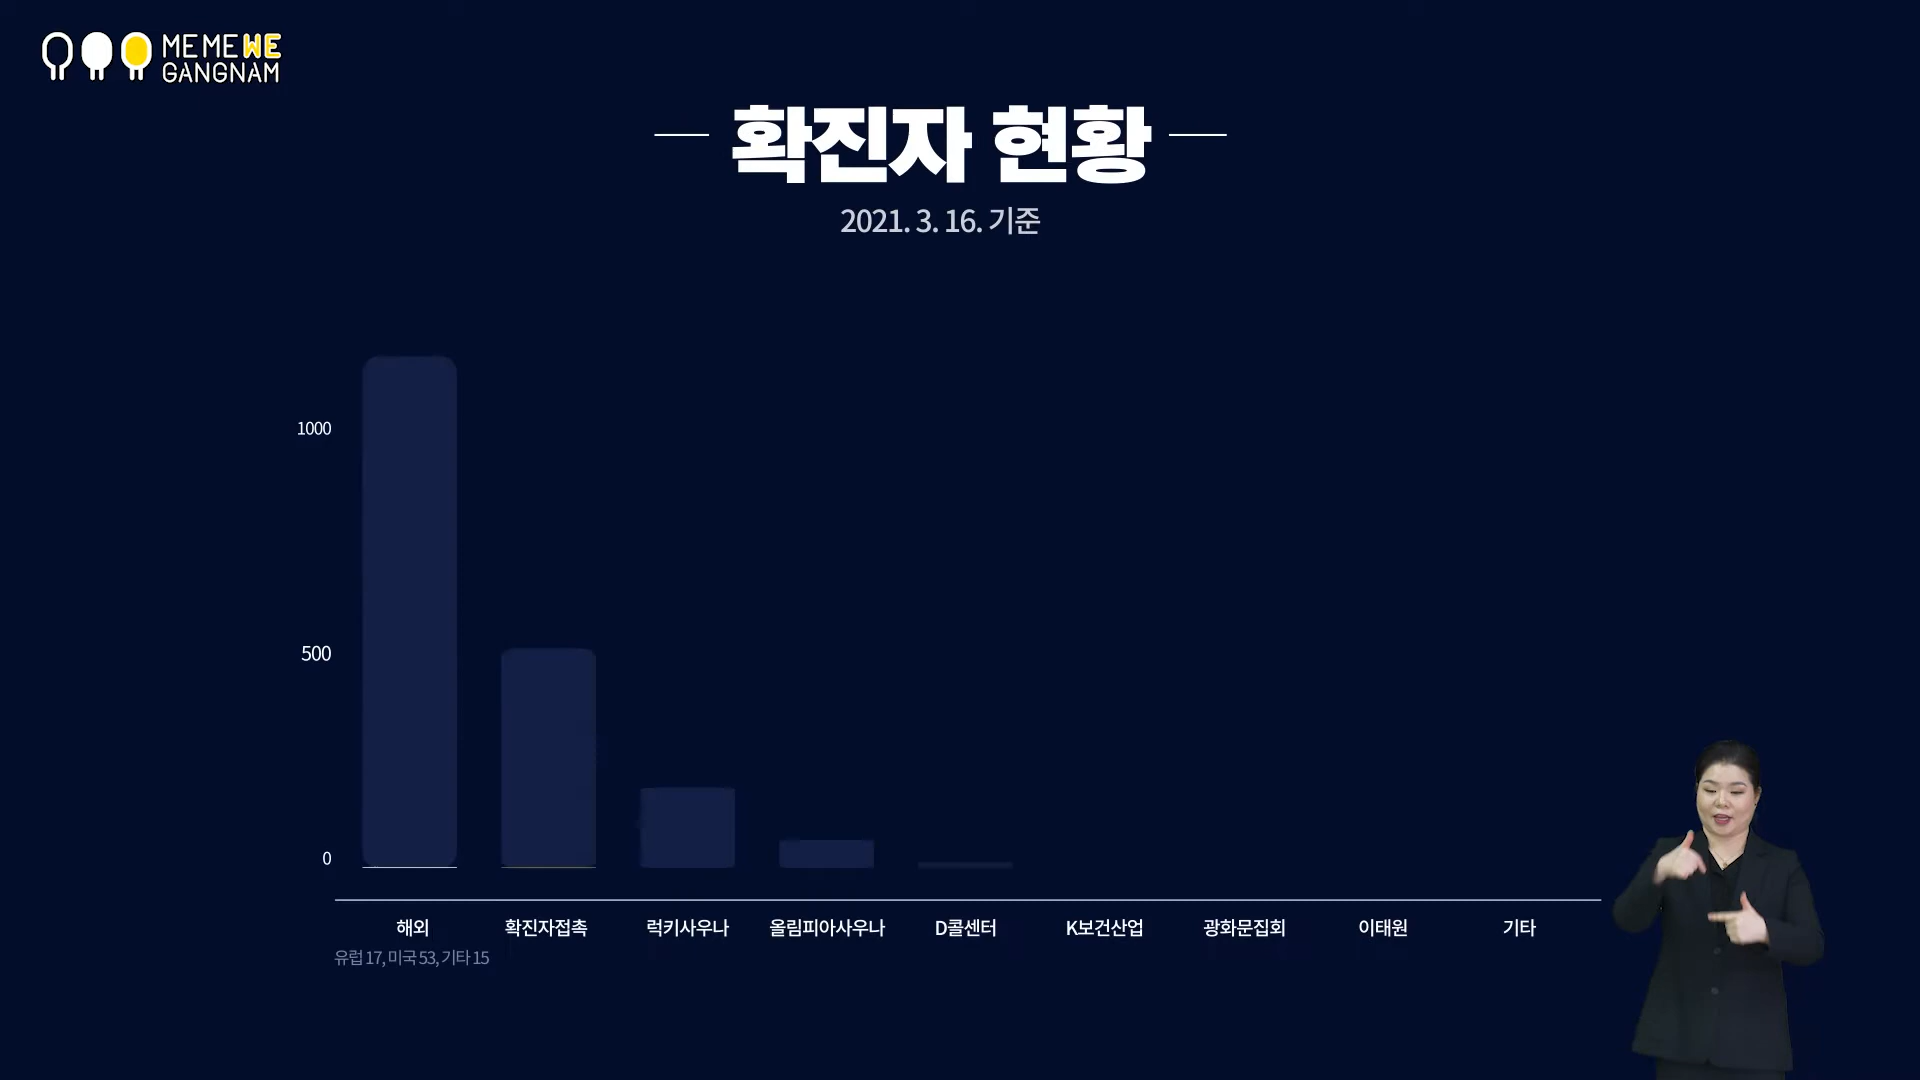 MEMEWE
GANGNAM
확진자 현황
2021. 3. 16. 기준
1000
500
0
해외
확진자접촉
럭키사우나
올림피아사우나
D콜센터
K보건산업
광화문집회
이태원
기타
유럽 17, 미국 53, 기타 15